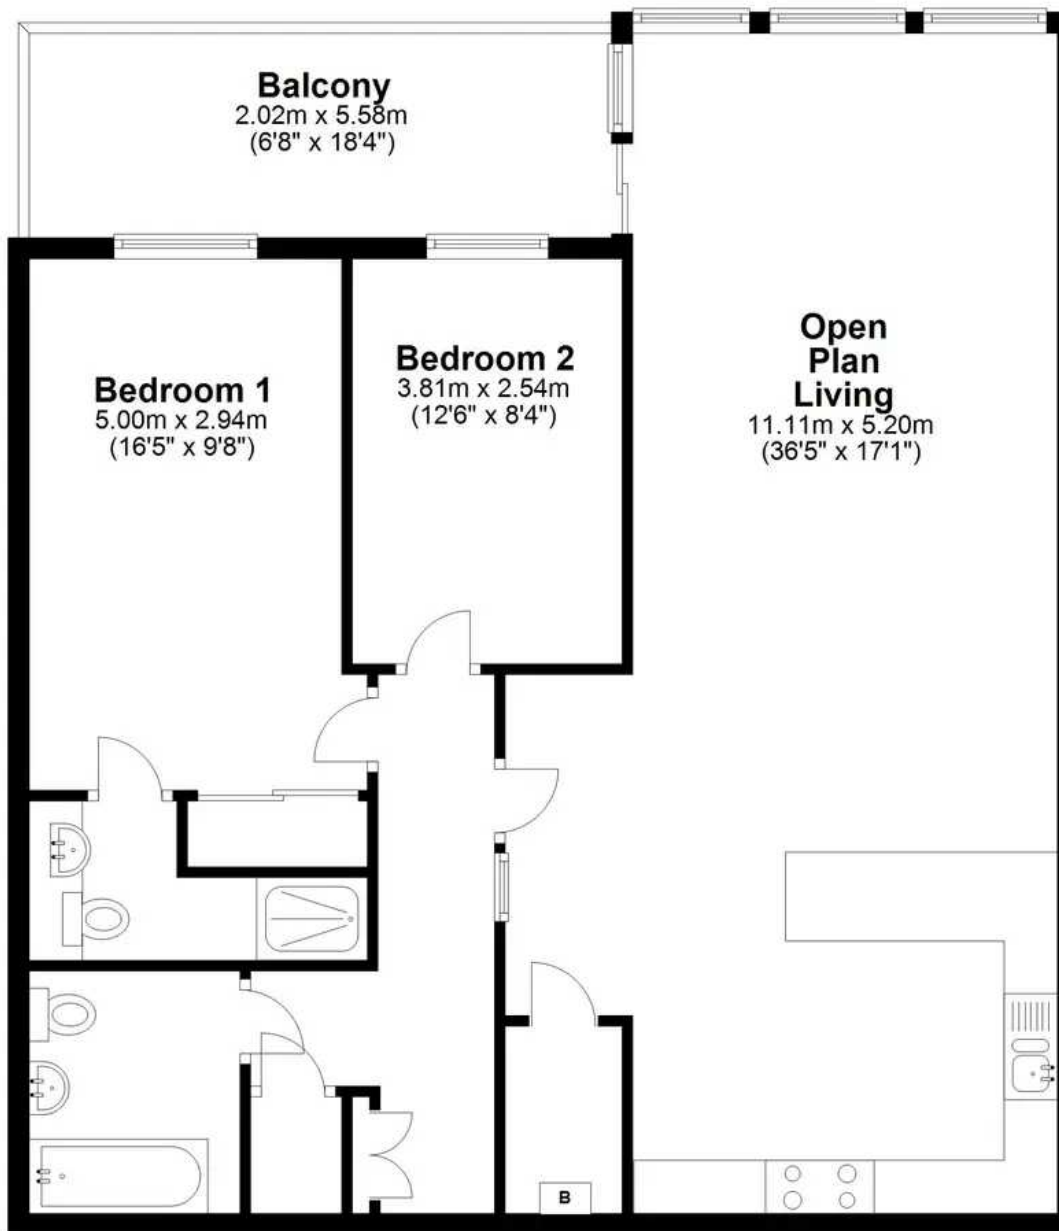 Balcony
2.02m x 5.58m
(6'8" x 18'4")
Bedroom 1
5.00m x 2.94m
(16'5" x 9'8")
Bedroom 2
3.81m x 2.54m
(12'6" x 8'4")
Open
Plan
Living
11.11m x 5.20m
(36'5" x 17'1")
B